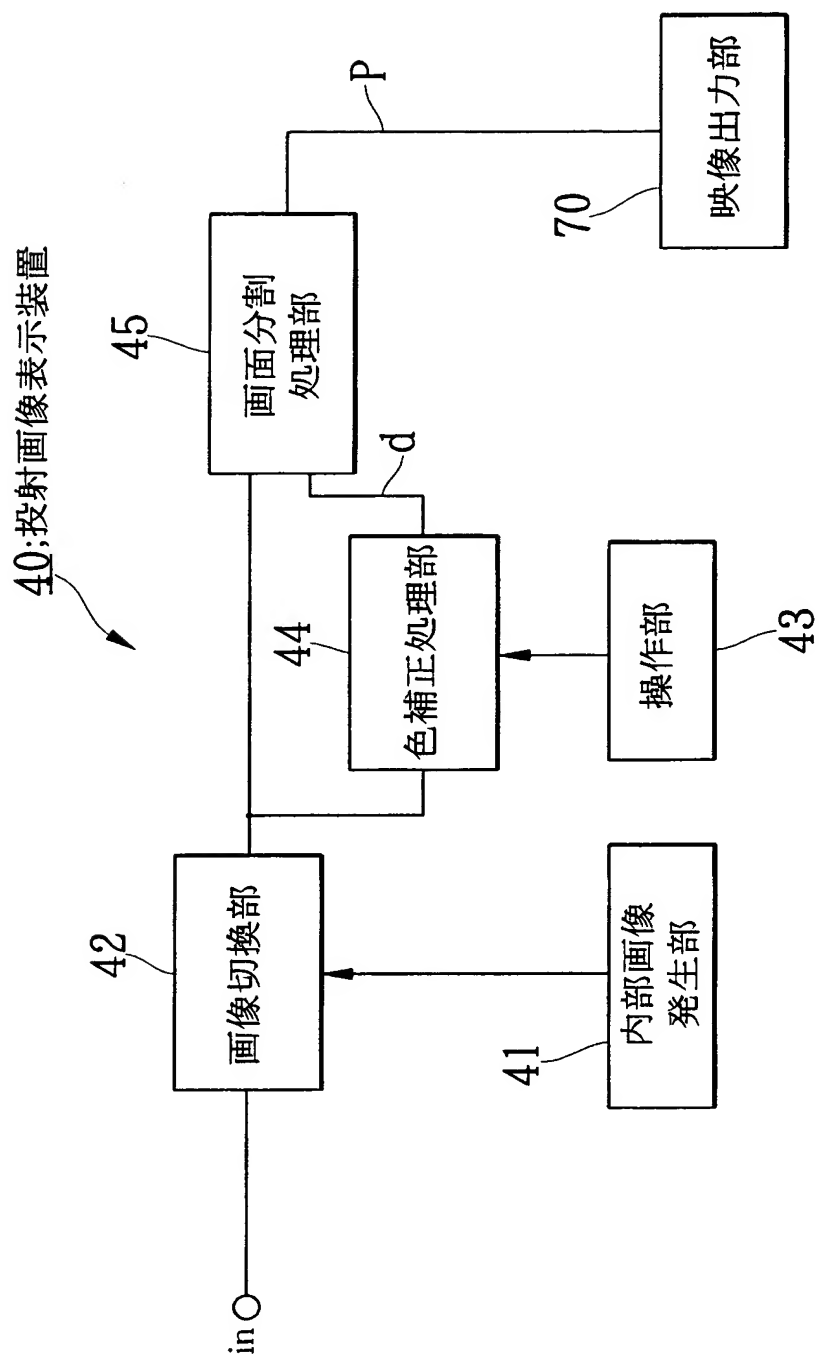 40;投射画像表示装置
in
42
画像切換部
41
内部画像
発生部
44
色補正処理部
43
操作部
d
45
画面分割
処理部
P
70
映像出力部